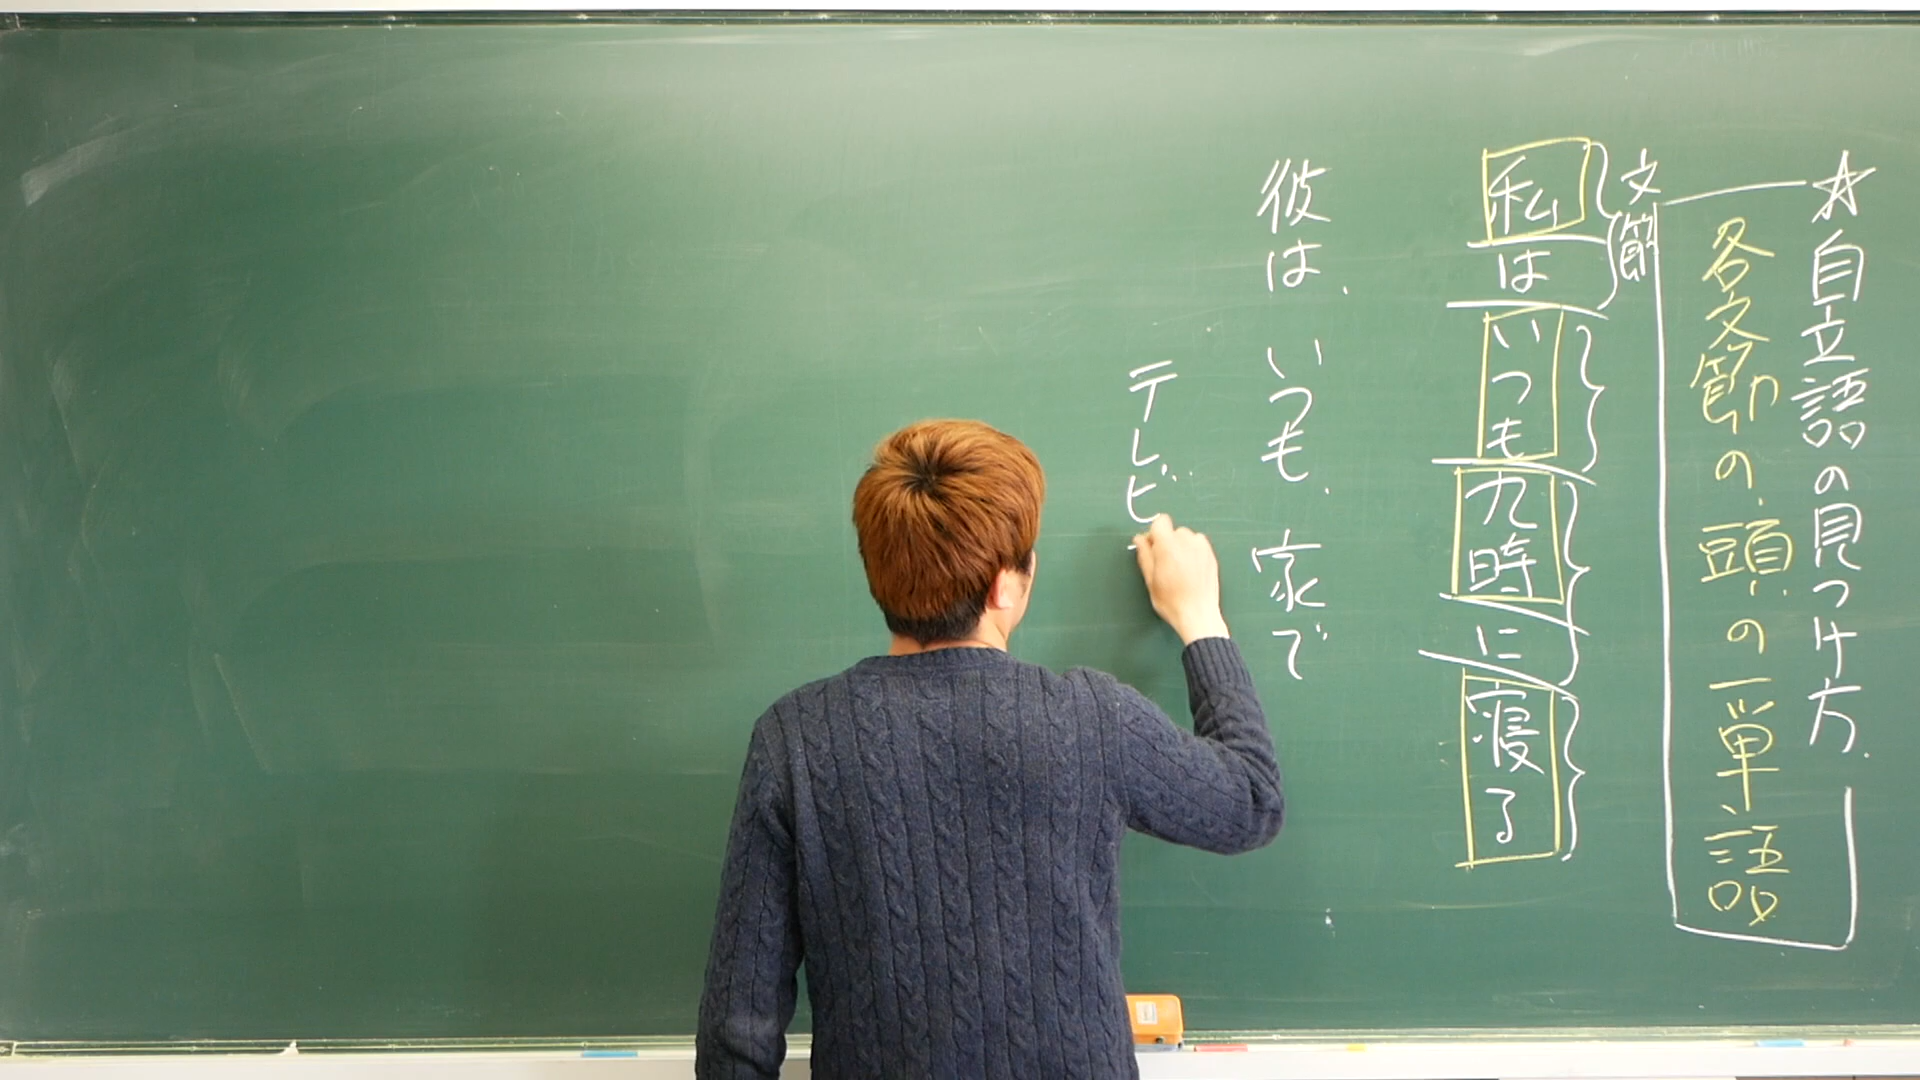 ☆自立語の見つけ方.
各文節の頭の単語
文節
私はいつも九時に寝る
彼は、いつも、家で
テレビ